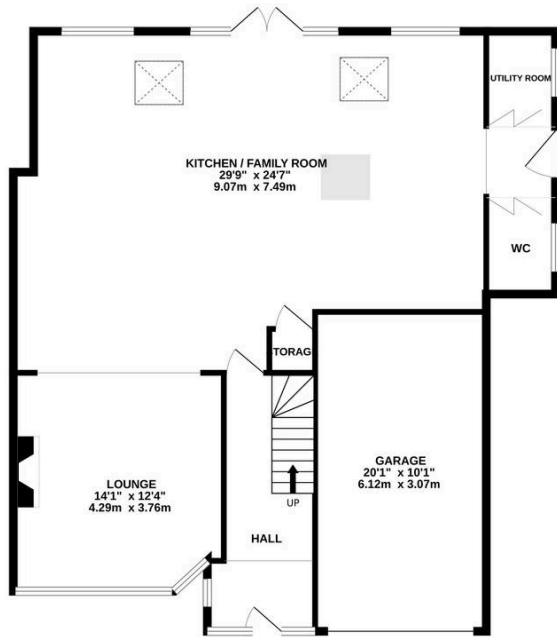 UTILITY ROOM
KITCHEN / FAMILY ROOM
29'9" x 24'7"
9.07m x 7.49m
WC
TORAG
LOUNGE
14'1" x 12'4"
4.29m x 3.76m
GARAGE
20'1" x 10'1"
6.12m x 3.07m
UP
HALL